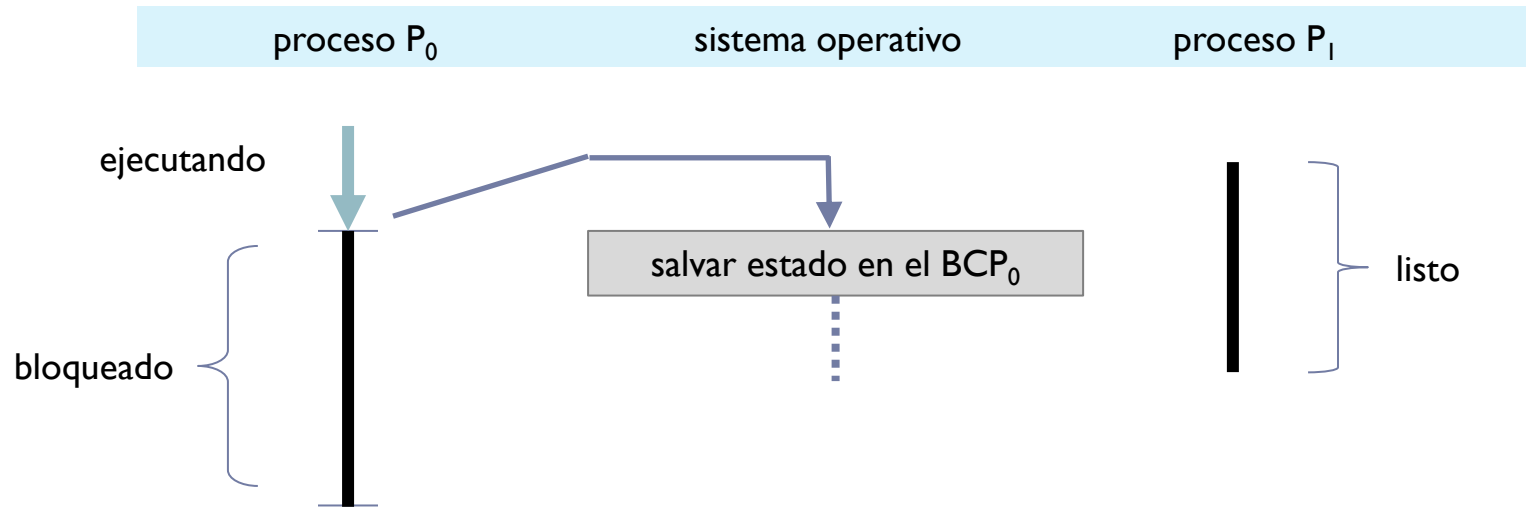 proceso P₀ sistema operativo proceso P₁
ejecutando
salvar estado en el BCP₀
listo
bloqueado